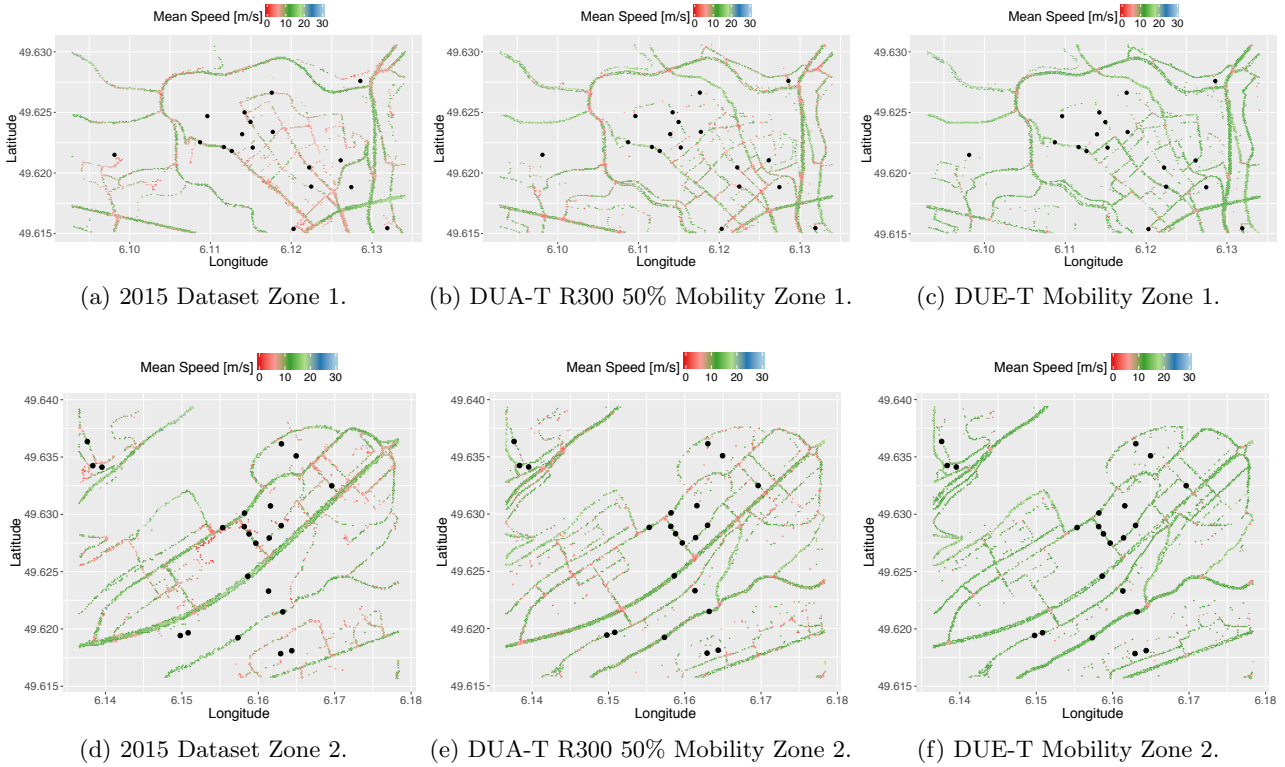 Mean Speed [m/s] 0 10 20 30
Mean Speed [m/s] 0 10 20 30
Mean Speed [m/s] 0 10 20 30
49.630
49.625
49.620
49.615
Latitude
6.10 6.11 6.12 6.13
Longitude
49.630
49.625
49.620
49.615
Latitude
6.10 6.11 6.12 6.13
Longitude
49.630
49.625
49.620
49.615
Latitude
6.10 6.11 6.12 6.13
Longitude
(a) 2015 Dataset Zone 1.
(b) DUA-T R300 50% Mobility Zone 1.
(c) DUE-T Mobility Zone 1.
Mean Speed [m/s] 0 10 20 30
Mean Speed [m/s] 0 10 20 30
Mean Speed [m/s] 0 10 20 30
49.640
49.635
49.630
49.625
49.620
49.615
Latitude
6.14 6.15 6.16 6.17 6.18
Longitude
49.640
49.635
49.630
49.625
49.620
49.615
Latitude
6.14 6.15 6.16 6.17 6.18
Longitude
49.640
49.635
49.630
49.625
49.620
49.615
Latitude
6.14 6.15 6.16 6.17 6.18
Longitude
(d) 2015 Dataset Zone 2.
(e) DUA-T R300 50% Mobility Zone 2.
(f) DUE-T Mobility Zone 2.